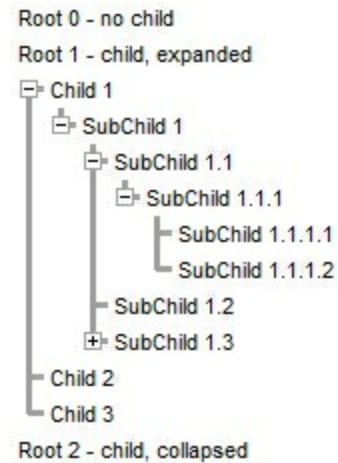 Root 0 - no child
Root 1 - child, expanded
Child 1
SubChild 1
SubChild 1.1
SubChild 1.1.1
SubChild 1.1.1.1
SubChild 1.1.1.2
SubChild 1.2
SubChild 1.3
Child 2
Child 3
Root 2 - child, collapsed